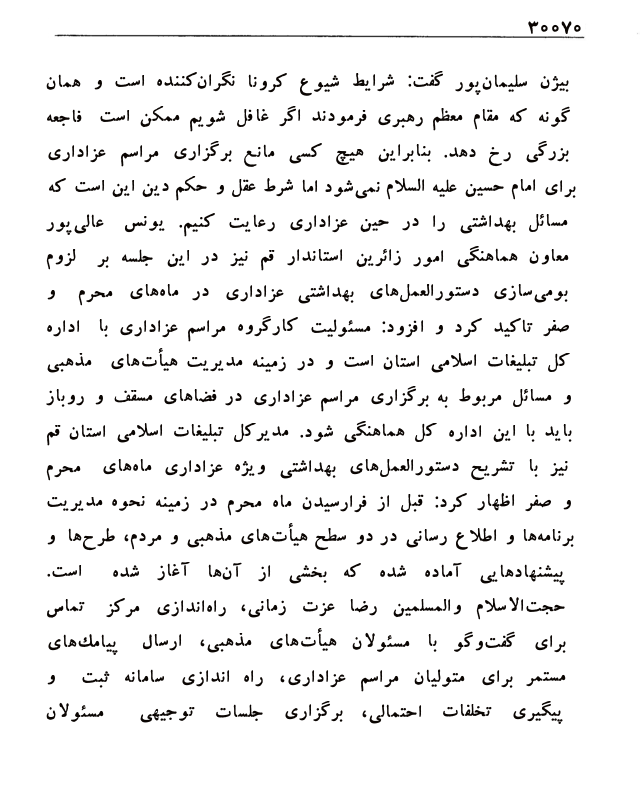 ۳۰۰۷۰
بیژن سلیمان‌پور گفت: شرایط شیوع کرونا نگران‌کننده است و همان
گونه که مقام معظم رهبری فرمودند اگر غافل شویم ممکن است فاجعه
بزرگی رخ دهد. بنابراین هیچ کسی مانع برگزاری مراسم عزاداری
برای امام حسین علیه السلام نمی‌شود اما شرط عقل و حکم دین این است که
مسائل بهداشتی را در حین عزاداری رعایت کنیم. یونس عالی‌پور
معاون هماهنگی امور زائرین استاندار قم نیز در این جلسه بر لزوم
بومی‌سازی دستورالعمل‌های بهداشتی عزاداری در ماه‌های محرم و
صفر تاکید کرد و افزود: مسئولیت کارگروه مراسم عزاداری با اداره
کل تبلیغات اسلامی استان است و در زمینه مدیریت هیأت‌های مذهبی
و مسائل مربوط به برگزاری مراسم عزاداری در فضاهای مسقف و روباز
باید با این اداره کل هماهنگی شود. مدیرکل تبلیغات اسلامی استان قم
نیز با تشریح دستورالعمل‌های بهداشتی ویژه عزاداری ماه‌های محرم
و صفر اظهار کرد: قبل از فرارسیدن ماه محرم در زمینه نحوه مدیریت
برنامه‌ها و اطلاع رسانی در دو سطح هیأت‌های مذهبی و مردم، طرح‌ها و
پیشنهادهایی آماده شده که بخشی از آن‌ها آغاز شده است.
حجت‌الاسلام والمسلمین رضا عزت زمانی، راه‌اندازی مرکز تماس
برای گفت‌وگو با مسئولان هیأت‌های مذهبی، ارسال پیامک‌های
مستمر برای متولیان مراسم عزاداری، راه اندازی سامانه ثبت و
پیگیری تخلفات احتمالی، برگزاری جلسات توجیهی مسئولان